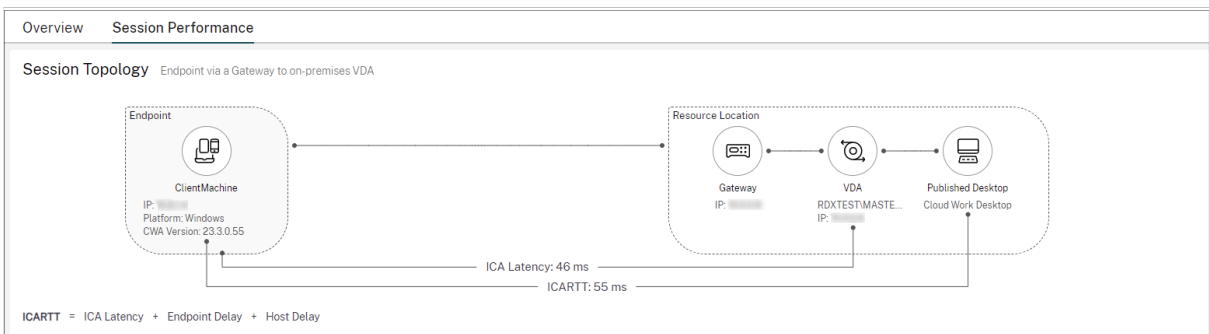 Overview Session Performance
Session Topology Endpoint via a Gateway to on-premises VDA
Endpoint
ClientMachine
IP:
Platform: Windows
CWA Version: 23.3.0.55
Resource Location
Gateway
IP:
VDA
RDXTEST\MASTE...
IP:
Published Desktop
Cloud Work Desktop
ICA Latency: 46 ms
ICARTT: 55 ms
ICARTT = ICA Latency + Endpoint Delay + Host Delay